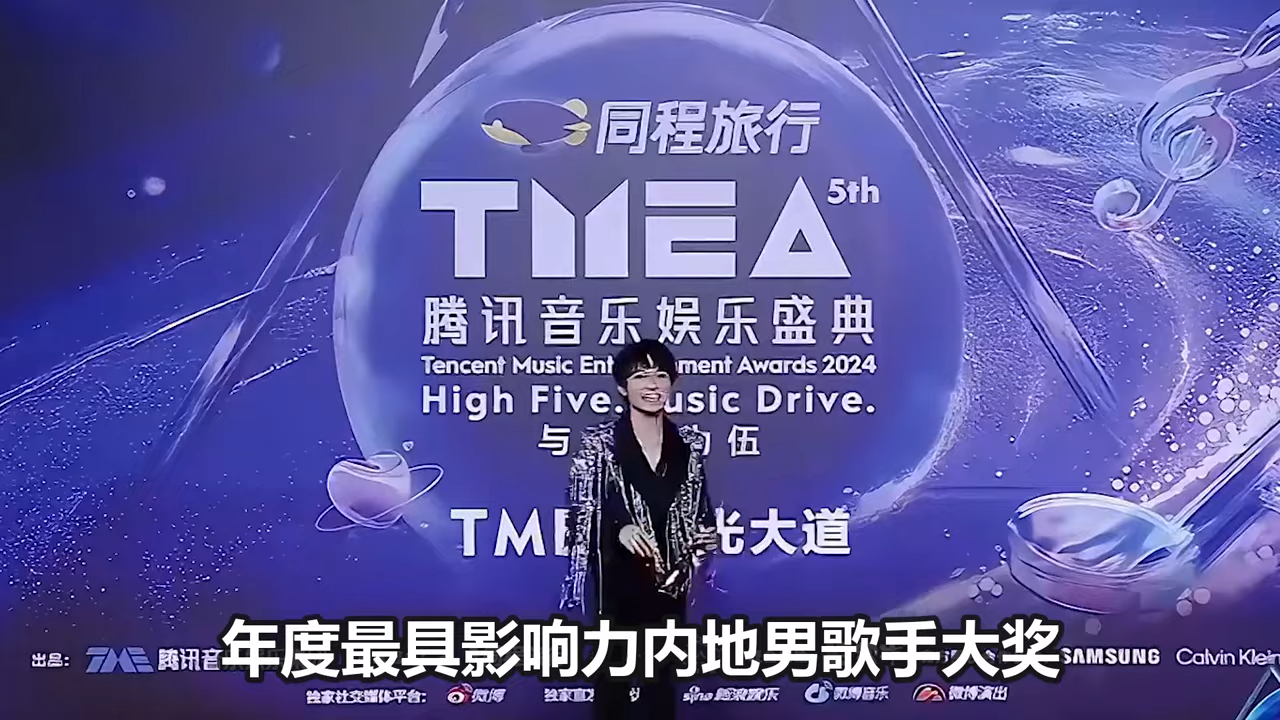 同程旅行
TMEA 5th
腾讯音乐娱乐盛典
Tencent Music Ent ment Awards 2024
High Five. usic Drive.
与 伍
TME 光大道
年度最具影响力内地男歌手大奖
出品: TME 腾讯音 SAMSUNG Calvin Klein
独家社交媒体平台: 微博 独家直 sina 新浪娱乐 微博音乐 微博演出